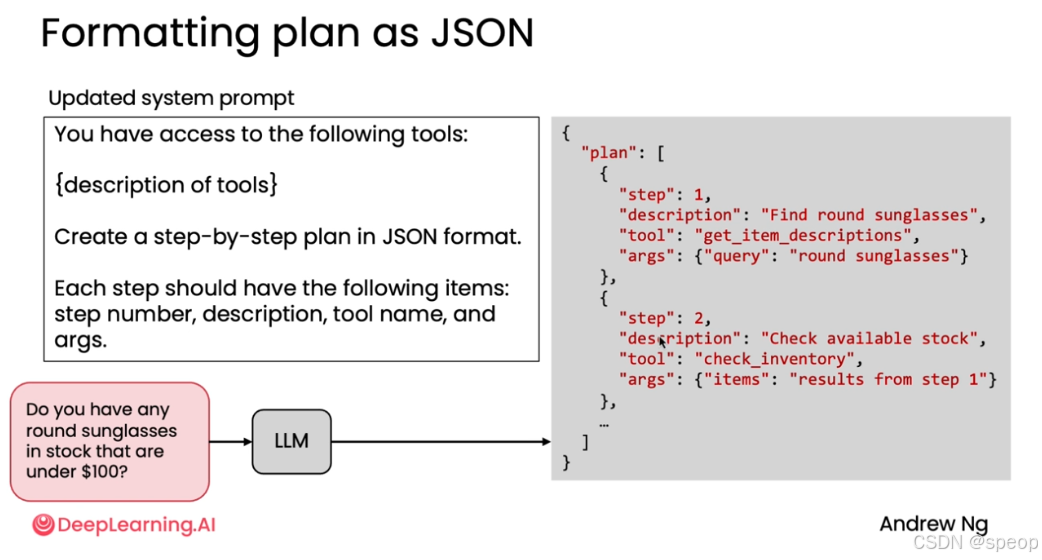 Formatting plan as JSON
Updated system prompt
You have access to the following tools:
{description of tools}
Create a step-by-step plan in JSON format.
Each step should have the following items:
step number, description, tool name, and
args.
Do you have any
round sunglasses
in stock that are
under $100?
LLM
{
"plan": [
{
"step": 1,
"description": "Find round sunglasses",
"tool": "get_item_descriptions",
"args": {"query": "round sunglasses"}
},
{
"step": 2,
"description": "Check available stock",
"tool": "check_inventory",
"args": {"items": "results from step 1"}
},
…
]
}
DeepLearning.AI
Andrew Ng
CSDN @speop